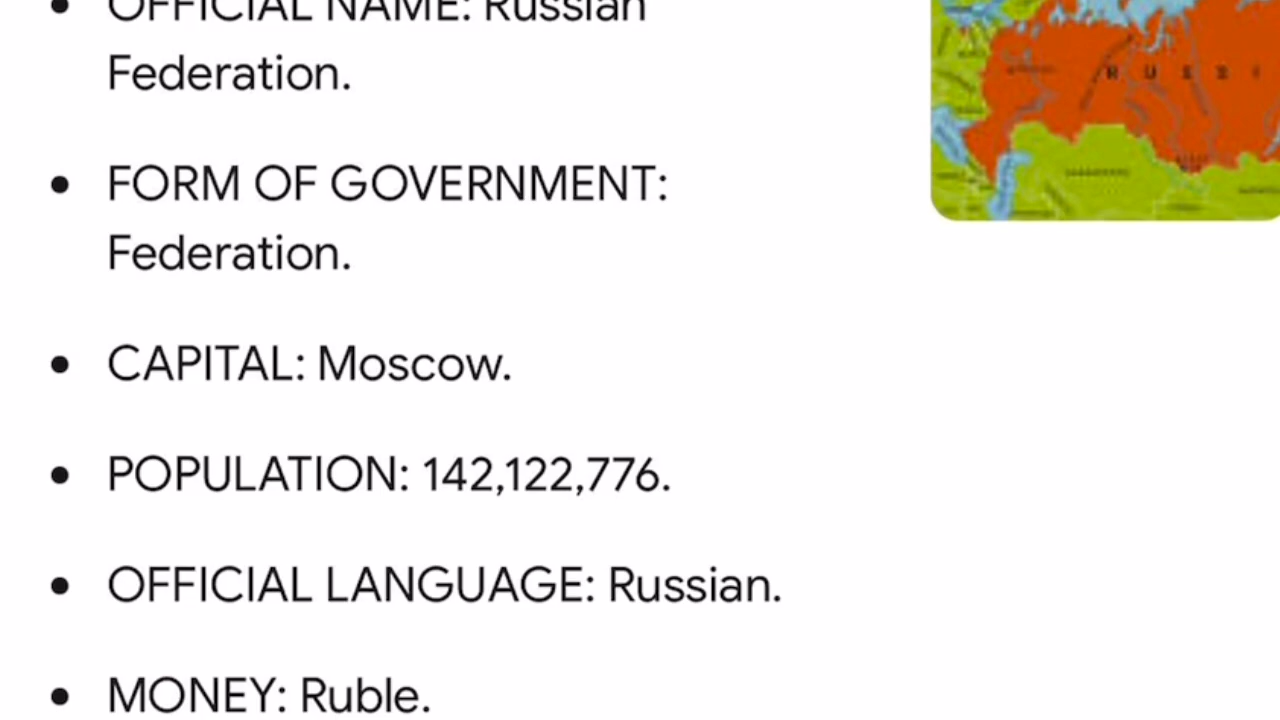 OFFICIAL NAME: Russian
Federation.
FORM OF GOVERNMENT:
Federation.
CAPITAL: Moscow.
POPULATION: 142,122,776.
OFFICIAL LANGUAGE: Russian.
MONEY: Ruble.
R U S S I